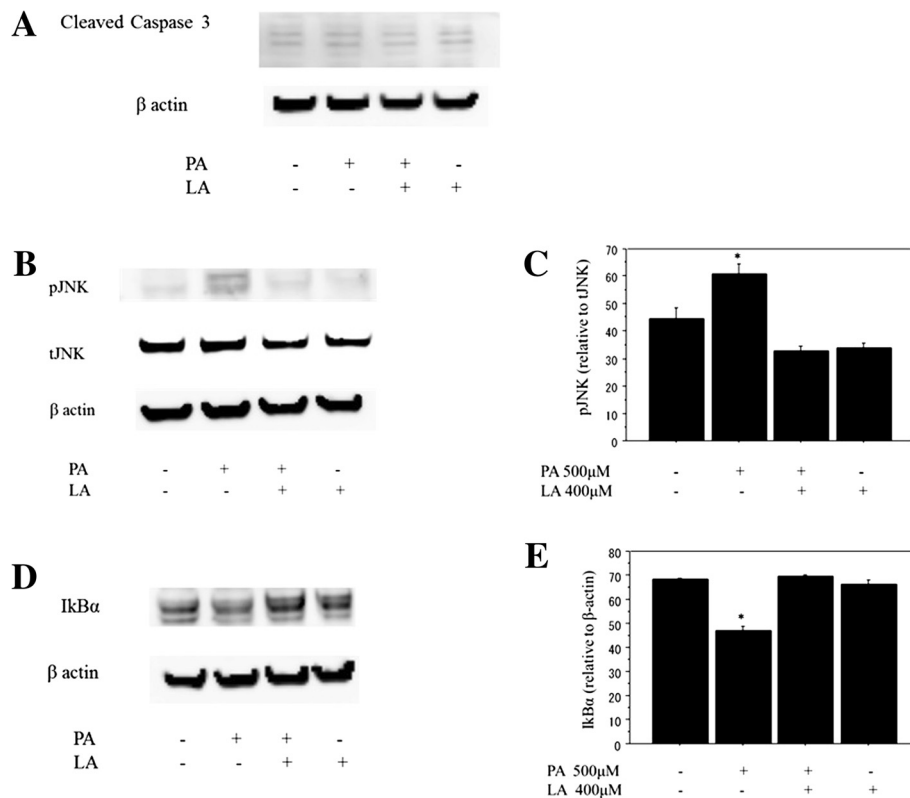 A
Cleaved Caspase 3
β actin
PA - + + -
LA - - + +
B
pJNK
tJNK
β actin
PA - + + -
LA - - + +
C
pJNK (relative to tJNK)
70
60
50
40
30
20
10
0
*
PA 500μM - + + -
LA 400μM - - + +
D
IkBα
β actin
PA - + + -
LA - - + +
E
IkBα (relative to β-actin)
80
70
60
50
40
30
20
10
0
*
PA 500μM - + + -
LA 400μM - - + +